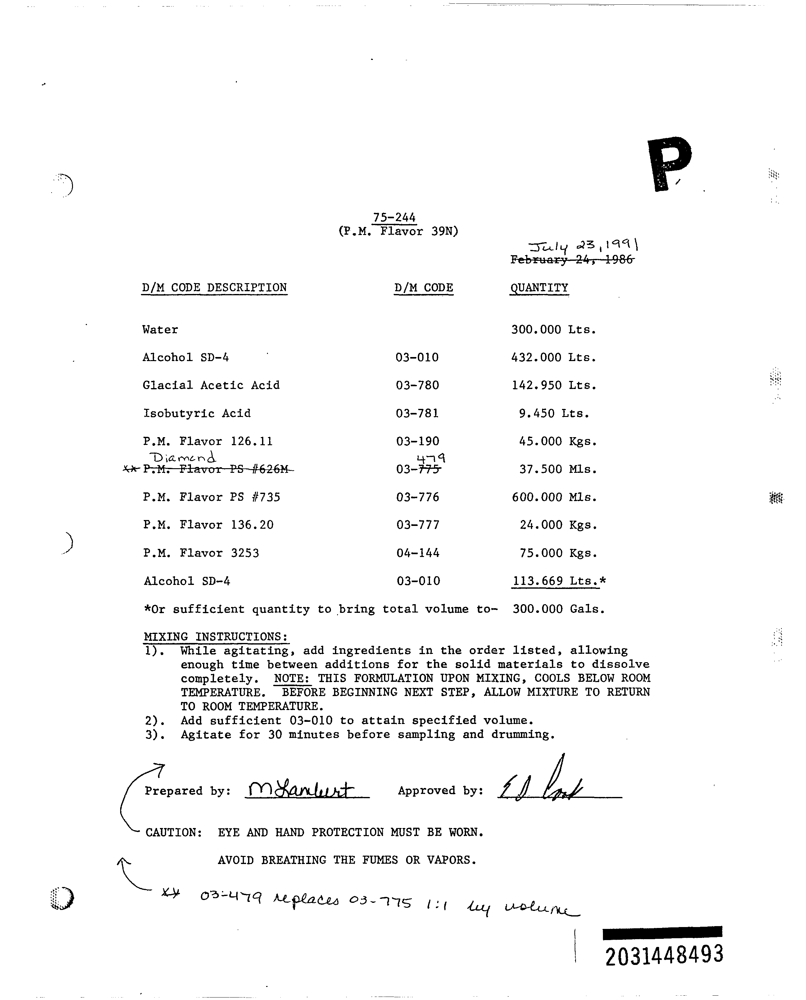 P
75-244
(P.M. Flavor 39N)
July 23, 1991
February 24, 1986
D/M CODE DESCRIPTION D/M CODE QUANTITY
Water 300.000 Lts.
Alcohol SD-4 03-010 432.000 Lts.
Glacial Acetic Acid 03-780 142.950 Lts.
Isobutyric Acid 03-781 9.450 Lts.
P.M. Flavor 126.11 03-190 45.000 Kgs.
Diamond 479
xx P.M. Flavor PS #626M 03-775 37.500 Mls.
P.M. Flavor PS #735 03-776 600.000 Mls.
P.M. Flavor 136.20 03-777 24.000 Kgs.
P.M. Flavor 3253 04-144 75.000 Kgs.
Alcohol SD-4 03-010 113.669 Lts.*
*Or sufficient quantity to bring total volume to- 300.000 Gals.
MIXING INSTRUCTIONS:
1). While agitating, add ingredients in the order listed, allowing
enough time between additions for the solid materials to dissolve
completely. NOTE: THIS FORMULATION UPON MIXING, COOLS BELOW ROOM
TEMPERATURE. BEFORE BEGINNING NEXT STEP, ALLOW MIXTURE TO RETURN
TO ROOM TEMPERATURE.
2). Add sufficient 03-010 to attain specified volume.
3). Agitate for 30 minutes before sampling and drumming.
Prepared by: M Lambert Approved by:
CAUTION: EYE AND HAND PROTECTION MUST BE WORN.
AVOID BREATHING THE FUMES OR VAPORS.
xx 03-479 replaces 03-775 1:1 by volume
2031448493